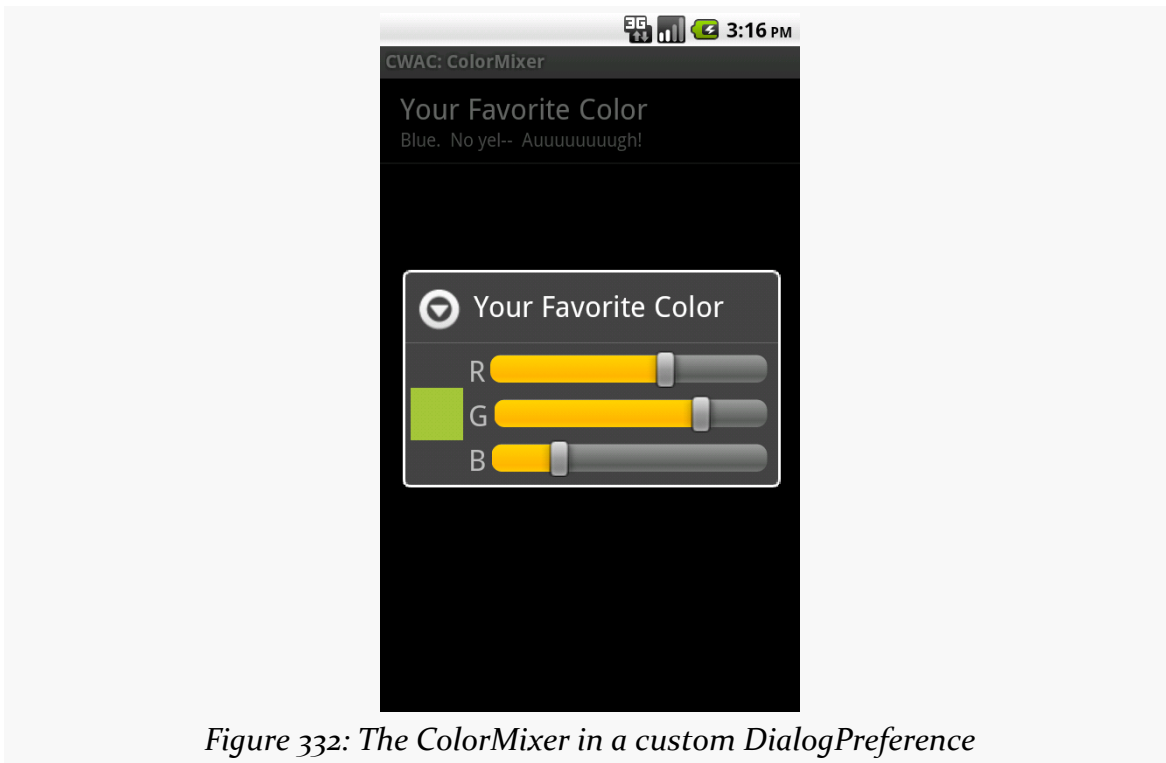 3G 3:16 PM
CWAC: ColorMixer
Your Favorite Color
Blue.  No yel--  Auuuuuuuugh!
Your Favorite Color
R
G
B
Figure 332: The ColorMixer in a custom DialogPreference